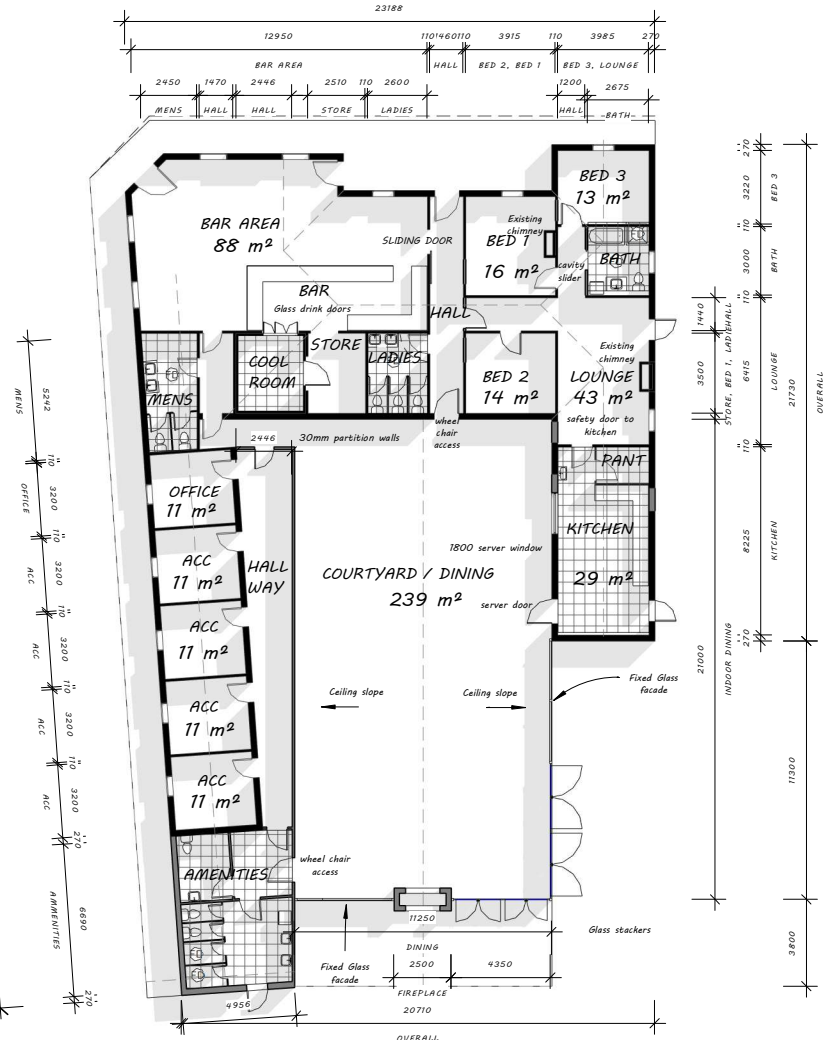 23188
12950
110
1460
110
3915
110
3985
270
BAR AREA
HALL
BED 2, BED 1
BED 3, LOUNGE
2450
1470
2446
2510
110
2600
1200
2675
MENS
HALL
HALL
STORE
LADIES
HALL
BATH
BED 3
13 m²
BAR AREA
88 m²
SLIDING DOOR
Existing
chimney
BED 1
16 m²
cavity
slider
BATH
BAR
Glass drink doors
HALL
STORE
LADIES
COOL
ROOM
MENS
BED 2
14 m²
Existing
chimney
LOUNGE
43 m²
safety door to
kitchen
wheel
chair
access
2446
30mm partition walls
PANT
OFFICE
11 m²
ACC
11 m²
HALL
WAY
ACC
11 m²
ACC
11 m²
ACC
11 m²
COURTYARD / DINING
239 m²
1800 server window
server door
KITCHEN
29 m²
Ceiling slope
Ceiling slope
Fixed Glass
facade
AMENITIES
wheel chair
access
11250
DINING
2500
4350
FIREPLACE
Fixed Glass
facade
Glass stackers
4956
20710
OVERALL
MENS
5242
110
OFFICE
3200
110
ACC
3200
110
ACC
3200
110
ACC
3200
110
ACC
3200
270
AMMENITIES
6690
270
270
3220
BED 3
110
3000
BATH
110
1440
3500
STORE, BED 1, LADIES
HALL
6415
LOUNGE
110
8225
KITCHEN
270
21000
INDOOR DINING
21730
OVERALL
11300
3800